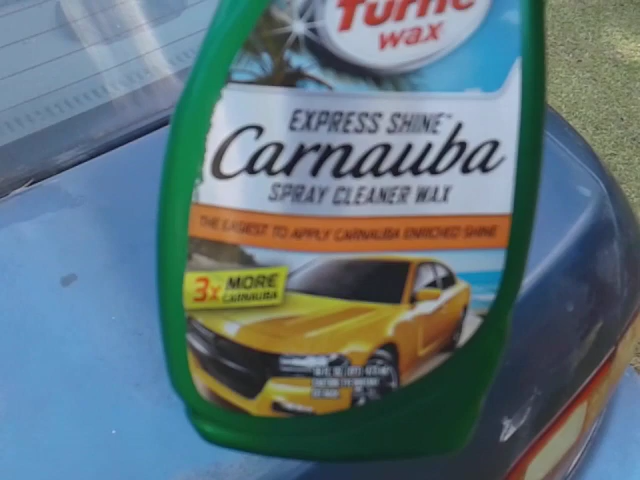 Turtle
wax
EXPRESS SHINE™
Carnauba
SPRAY CLEANER WAX
THE EASIEST TO APPLY CARNAUBA ENRICHED SHINE
3x MORE
CARNAUBA